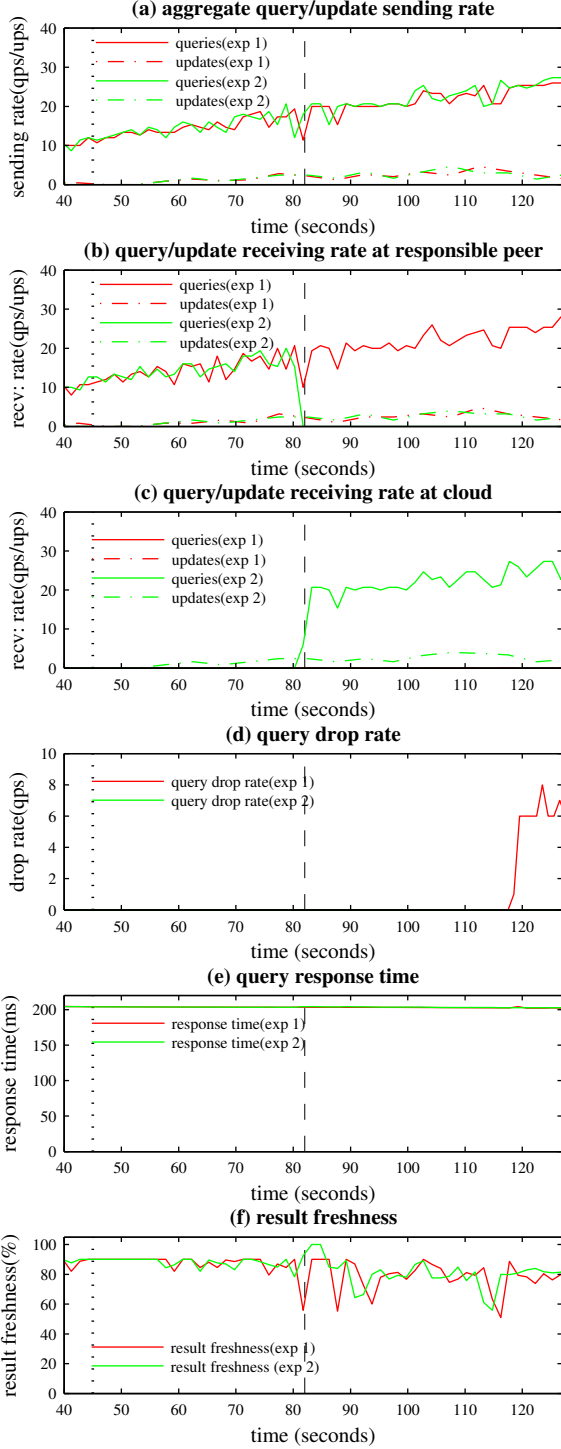 (a) aggregate query/update sending rate
sending rate(qps/ups)
40
30
20
10
0
queries(exp 1)
updates(exp 1)
queries(exp 2)
updates(exp 2)
40 50 60 70 80 90 100 110 120
time (seconds)
(b) query/update receiving rate at responsible peer
recv: rate(qps/ups)
40
30
20
10
0
queries(exp 1)
updates(exp 1)
queries(exp 2)
updates(exp 2)
40 50 60 70 80 90 100 110 120
time (seconds)
(c) query/update receiving rate at cloud
recv: rate(qps/ups)
40
30
20
10
0
queries(exp 1)
updates(exp 1)
queries(exp 2)
updates(exp 2)
40 50 60 70 80 90 100 110 120
time (seconds)
(d) query drop rate
drop rate(qps)
10
8
6
4
2
0
query drop rate(exp 1)
query drop rate(exp 2)
40 50 60 70 80 90 100 110 120
time (seconds)
(e) query response time
response time(ms)
200
150
100
50
0
response time(exp 1)
response time(exp 2)
40 50 60 70 80 90 100 110 120
time (seconds)
(f) result freshness
result freshness(%)
100
80
60
40
20
0
result freshness(exp 1)
result freshness (exp 2)
40 50 60 70 80 90 100 110 120
time (seconds)